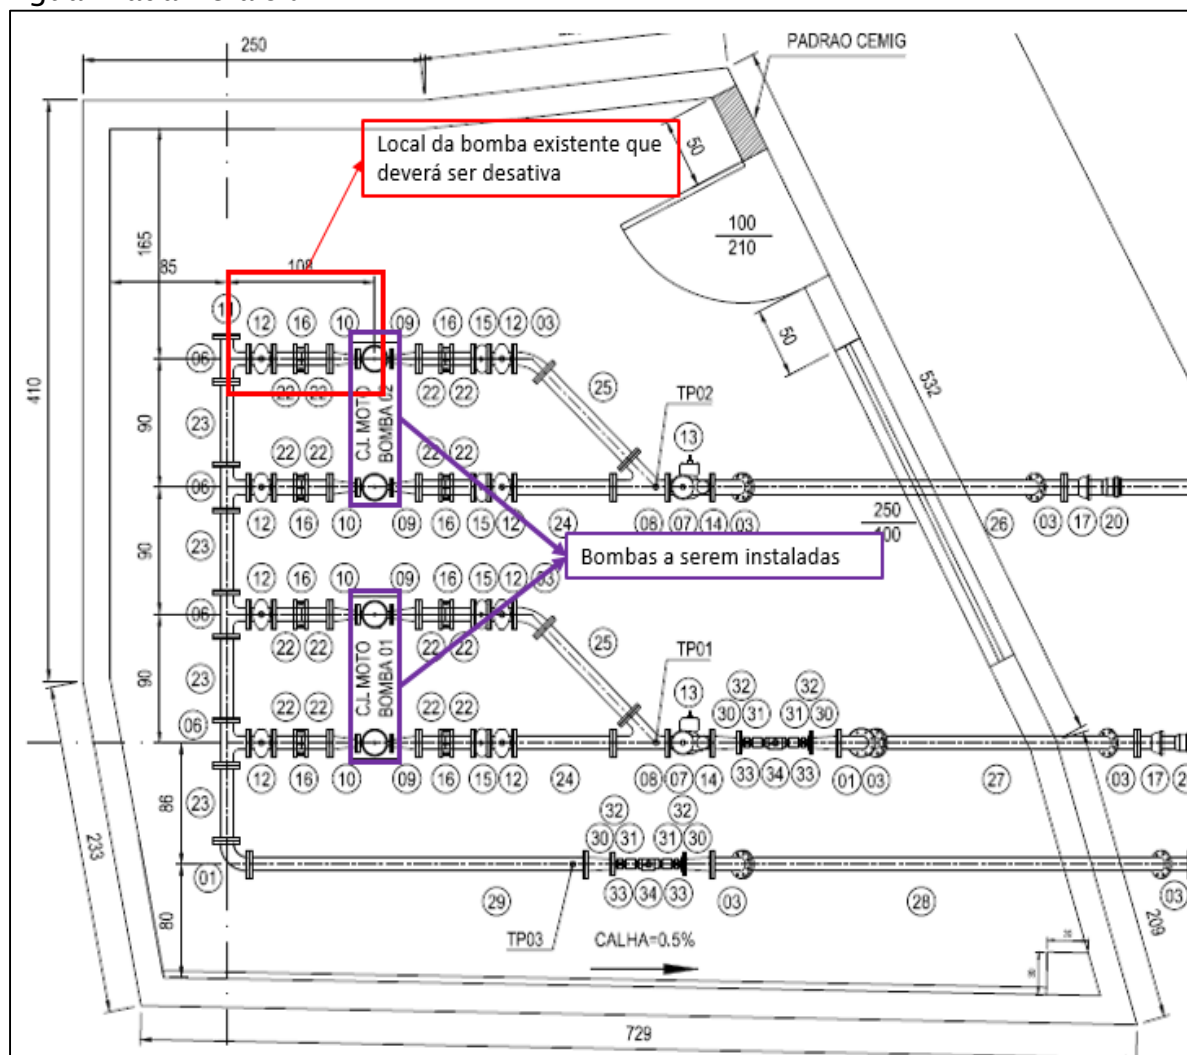 250
PADRAO CEMIG
Local da bomba existente que
deverá ser desativa
50
100
210
165
85
108
11
12 16 10 09 16 15 12 03
06
50
22 22 22 22
25
532
410
TP02
23
90
C.J. MOTO
BOMBA 02
13
22 22 22 22
06
12 16 10 09 16 15 12 24 08 07 14 03
250
26 03 17 20
23
90
Bombas a serem instaladas
12 16 10 09 16 15 12 03
06
22 22 22 22
25
TP01
23
90
C.J. MOTO
BOMBA 01
13
32 32
22 22 22 22
30 31 31 30
06
12 16 10 09 16 15 12 24 08 07 14 33 34 33 01 03 27 03 17
23
86
32 32
30 31 31 30
233
01
33 34 33 03 28 03
29
80
TP03
CALHA=0.5%
209
729